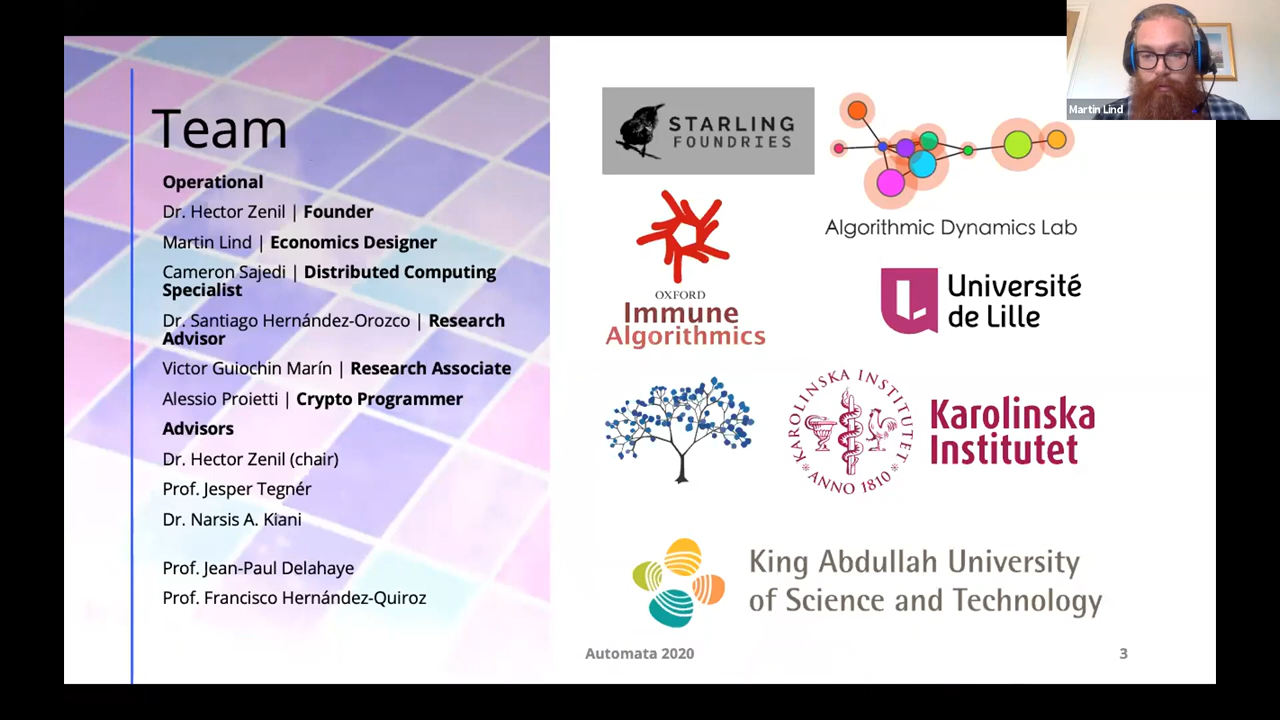 Team
Operational
Dr. Hector Zenil | Founder
Martin Lind | Economics Designer
Cameron Sajedi | Distributed Computing
Specialist
Dr. Santiago Hernández-Orozco | Research
Advisor
Victor Guiochin Marín | Research Associate
Alessio Proietti | Crypto Programmer
Advisors
Dr. Hector Zenil (chair)
Prof. Jesper Tegnér
Dr. Narsis A. Kiani
Prof. Jean-Paul Delahaye
Prof. Francisco Hernández-Quiroz
STARLING
FOUNDRIES
Algorithmic Dynamics Lab
OXFORD
Immune
Algorithmics
Université
de Lille
KAROLINSKA INSTITUTET
ANNO 1810
Karolinska
Institutet
King Abdullah University
of Science and Technology
Automata 2020
3
Martin Lind